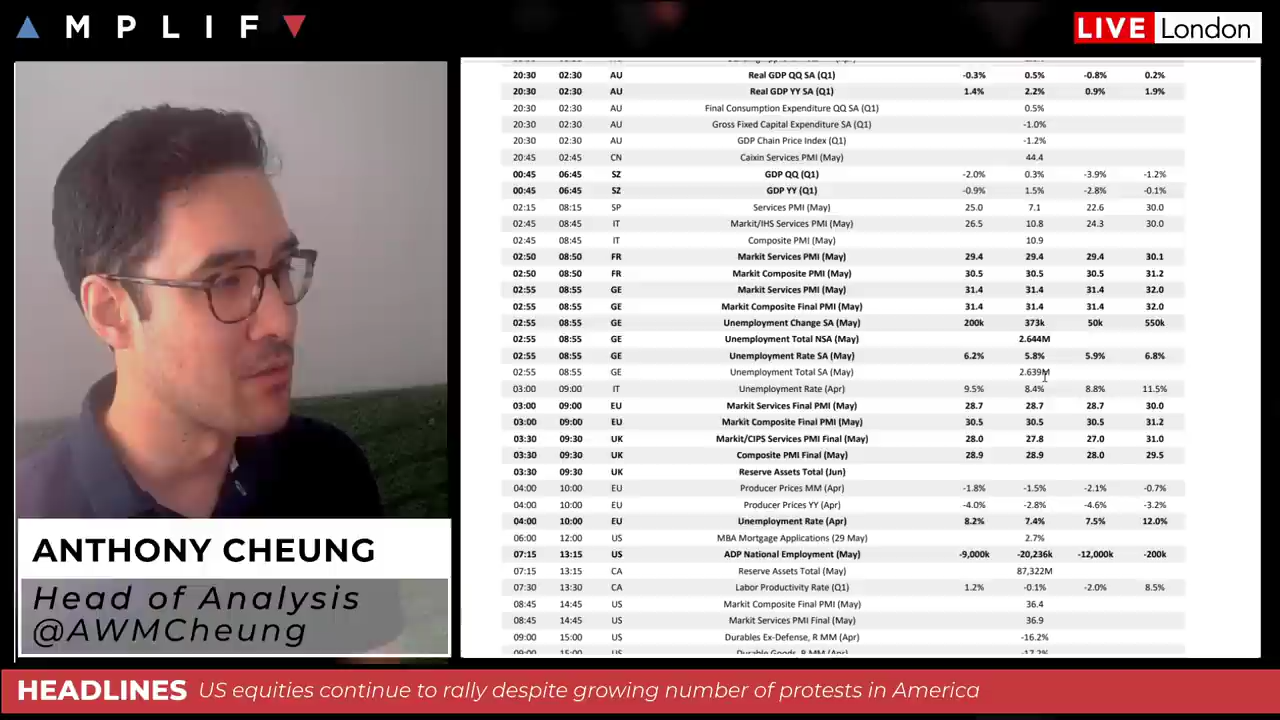 AMPLIFY
LIVE London
20:30 02:30 AU Real GDP QQ SA (Q1) -0.3% 0.5% -0.8% 0.2%
20:30 02:30 AU Real GDP YY SA (Q1) 1.4% 2.2% 0.9% 1.9%
20:30 02:30 AU Final Consumption Expenditure QQ SA (Q1) 0.5%
20:30 02:30 AU Gross Fixed Capital Expenditure SA (Q1) -1.0%
20:30 02:30 AU GDP Chain Price Index (Q1) -1.2%
20:45 02:45 CN Caixin Services PMI (May) 44.4
00:45 06:45 SZ GDP QQ (Q1) -2.0% 0.3% -3.9% -1.2%
00:45 06:45 SZ GDP YY (Q1) -0.9% 1.5% -2.8% -0.1%
02:15 08:15 SP Services PMI (May) 25.0 7.1 22.6 30.0
02:45 08:45 IT Markit/IHS Services PMI (May) 26.5 10.8 24.3 30.0
02:45 08:45 IT Composite PMI (May) 10.9
02:50 08:50 FR Markit Services PMI (May) 29.4 29.4 29.4 30.1
02:50 08:50 FR Markit Composite PMI (May) 30.5 30.5 30.5 31.2
02:55 08:55 GE Markit Services PMI (May) 31.4 31.4 31.4 32.0
02:55 08:55 GE Markit Composite Final PMI (May) 31.4 31.4 31.4 32.0
02:55 08:55 GE Unemployment Change SA (May) 200k 373k 50k 550k
02:55 08:55 GE Unemployment Total NSA (May) 2.644M
02:55 08:55 GE Unemployment Rate SA (May) 6.2% 5.8% 5.9% 6.8%
02:55 08:55 GE Unemployment Total SA (May) 2.639M
03:00 09:00 IT Unemployment Rate (Apr) 9.5% 8.4% 8.8% 11.5%
03:00 09:00 EU Markit Services Final PMI (May) 28.7 28.7 28.7 30.0
03:00 09:00 EU Markit Composite Final PMI (May) 30.5 30.5 30.5 31.2
03:30 09:30 UK Markit/CIPS Services PMI Final (May) 28.0 27.8 27.0 31.0
03:30 09:30 UK Composite PMI Final (May) 28.9 28.9 28.0 29.5
03:30 09:30 UK Reserve Assets Total (Jun)
04:00 10:00 EU Producer Prices MM (Apr) -1.8% -1.5% -2.1% -0.7%
04:00 10:00 EU Producer Prices YY (Apr) -4.0% -2.8% -4.6% -3.2%
04:00 10:00 EU Unemployment Rate (Apr) 8.2% 7.4% 7.5% 12.0%
06:00 12:00 US MBA Mortgage Applications (29 May) 2.7%
07:15 13:15 US ADP National Employment (May) -9,000k -20,236k -12,000k -200k
07:15 13:15 CA Reserve Assets Total (May) 87,322M
07:30 13:30 CA Labor Productivity Rate (Q1) 1.2% -0.1% -2.0% 8.5%
08:45 14:45 US Markit Composite Final PMI (May) 36.4
08:45 14:45 US Markit Services PMI Final (May) 36.9
09:00 15:00 US Durables Ex-Defense, R MM (Apr) -16.2%
09:00 15:00 US Durable Goods, R MM (Apr) -17.2%
ANTHONY CHEUNG
Head of Analysis
@AWMCheung
HEADLINES US equities continue to rally despite growing number of protests in America